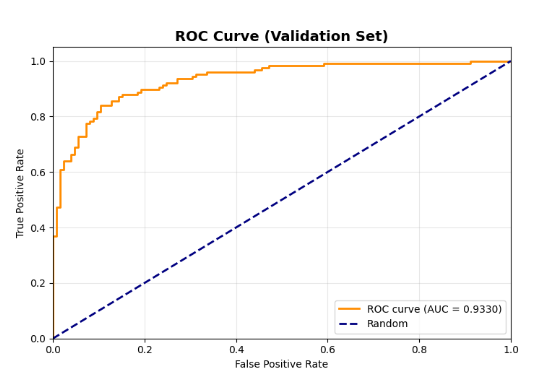 ROC Curve (Validation Set)
True Positive Rate
1.0
0.8
0.6
0.4
0.2
0.0
0.0 0.2 0.4 0.6 0.8 1.0
False Positive Rate
ROC curve (AUC = 0.9330)
Random